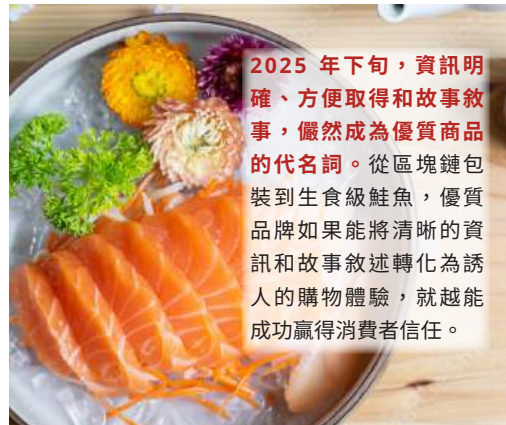 2025 年下旬，資訊明
確、方便取得和故事敘
事，儼然成為優質商品
的代名詞。從區塊鏈包
裝到生食級鮭魚，優質
品牌如果能將清晰的資
訊和故事敘述轉化為誘
人的購物體驗，就越能
成功贏得消費者信任。